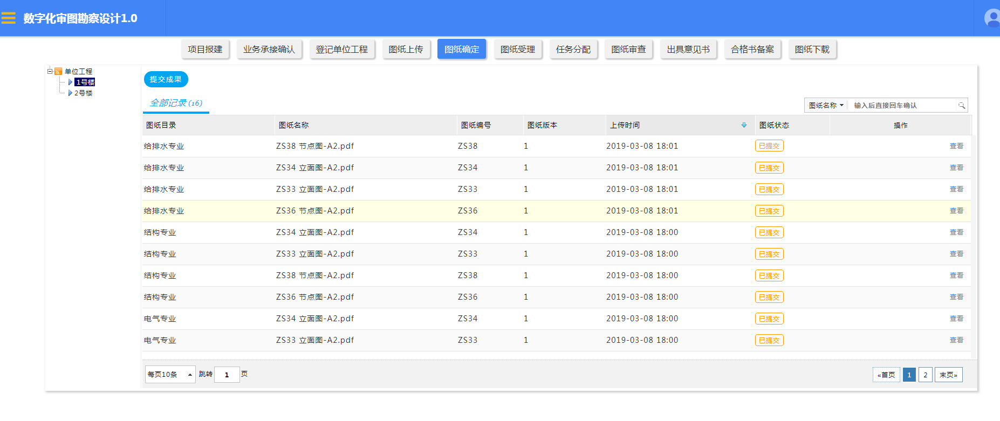 数字化审图勘察设计1.0
项目报建 业务承接确认 登记单位工程 图纸上传 图纸确定 图纸受理 任务分配 图纸审查 出具意见书 合格书备案 图纸下载
单位工程
1号楼
2号楼
提交成果
全部记录 (16)
图纸名称 输入后直接回车确认
图纸目录 图纸名称 图纸编号 图纸版本 上传时间 图纸状态 操作
给排水专业 ZS38 节点图-A2.pdf ZS38 1 2019-03-08 18:01 已提交 查看
给排水专业 ZS34 立面图-A2.pdf ZS34 1 2019-03-08 18:01 已提交 查看
给排水专业 ZS33 立面图-A2.pdf ZS33 1 2019-03-08 18:01 已提交 查看
给排水专业 ZS36 节点图-A2.pdf ZS36 1 2019-03-08 18:01 已提交 查看
结构专业 ZS34 立面图-A2.pdf ZS34 1 2019-03-08 18:00 已提交 查看
结构专业 ZS33 立面图-A2.pdf ZS33 1 2019-03-08 18:00 已提交 查看
结构专业 ZS38 节点图-A2.pdf ZS38 1 2019-03-08 18:00 已提交 查看
结构专业 ZS36 节点图-A2.pdf ZS36 1 2019-03-08 18:00 已提交 查看
电气专业 ZS34 立面图-A2.pdf ZS34 1 2019-03-08 18:00 已提交 查看
电气专业 ZS33 立面图-A2.pdf ZS33 1 2019-03-08 18:00 已提交 查看
每页10条 跳转 1 页 «首页 1 2 末页»